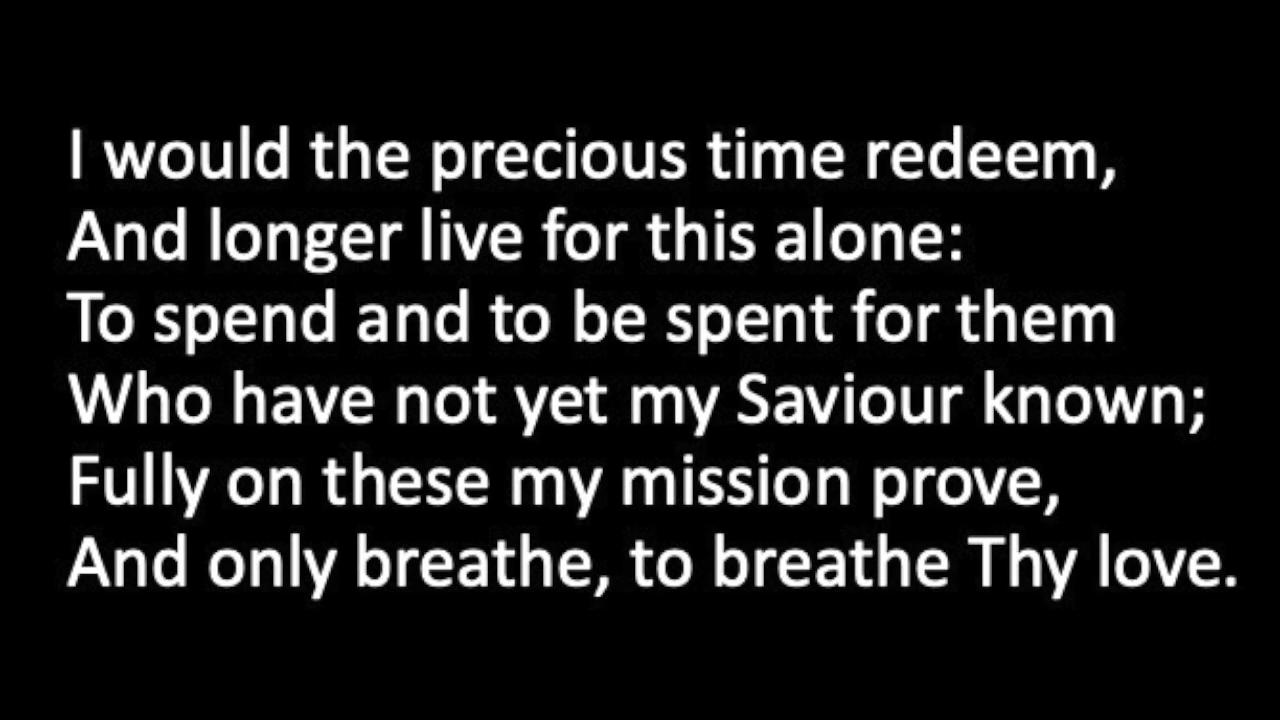 I would the precious time redeem,
And longer live for this alone:
To spend and to be spent for them
Who have not yet my Saviour known;
Fully on these my mission prove,
And only breathe, to breathe Thy love.